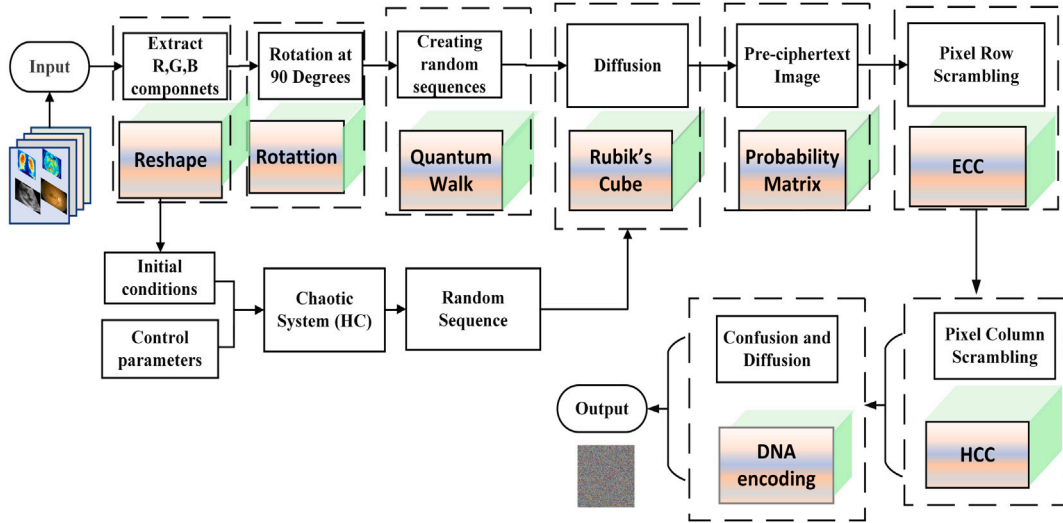 Input
Extract
R,G,B
componnets
Reshape
Rotation at
90 Degrees
Rotattion
Creating
random
sequences
Quantum
Walk
Diffusion
Rubik's
Cube
Pre-ciphertext
Image
Probability
Matrix
Pixel Row
Scrambling
ECC
Initial
conditions
Control
parameters
Chaotic
System (HC)
Random
Sequence
Pixel Column
Scrambling
HCC
Confusion and
Diffusion
DNA
encoding
Output